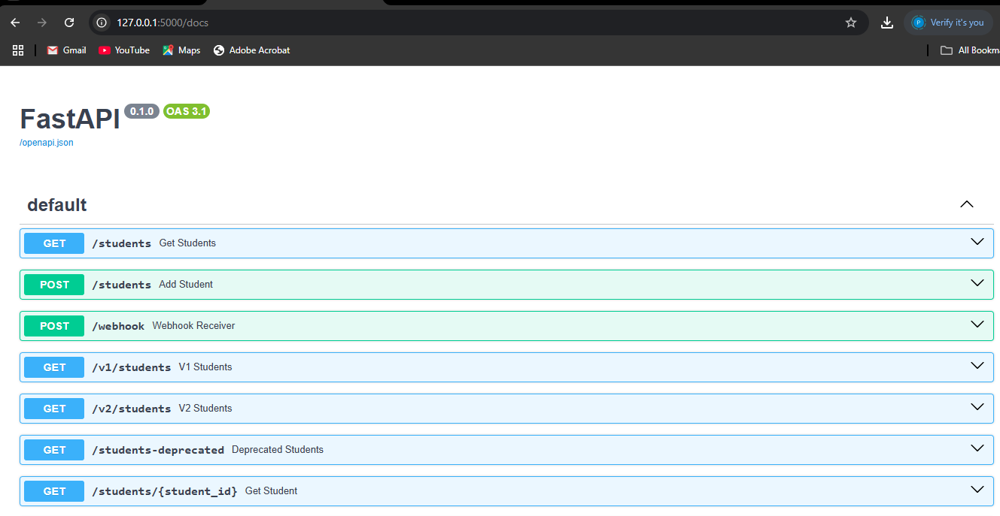 127.0.0.1:5000/docs
Verify it's you
Gmail YouTube Maps Adobe Acrobat All Bookma
FastAPI 0.1.0 OAS 3.1
/openapi.json
default
GET /students Get Students
POST /students Add Student
POST /webhook Webhook Receiver
GET /v1/students V1 Students
GET /v2/students V2 Students
GET /students-deprecated Deprecated Students
GET /students/{student_id} Get Student